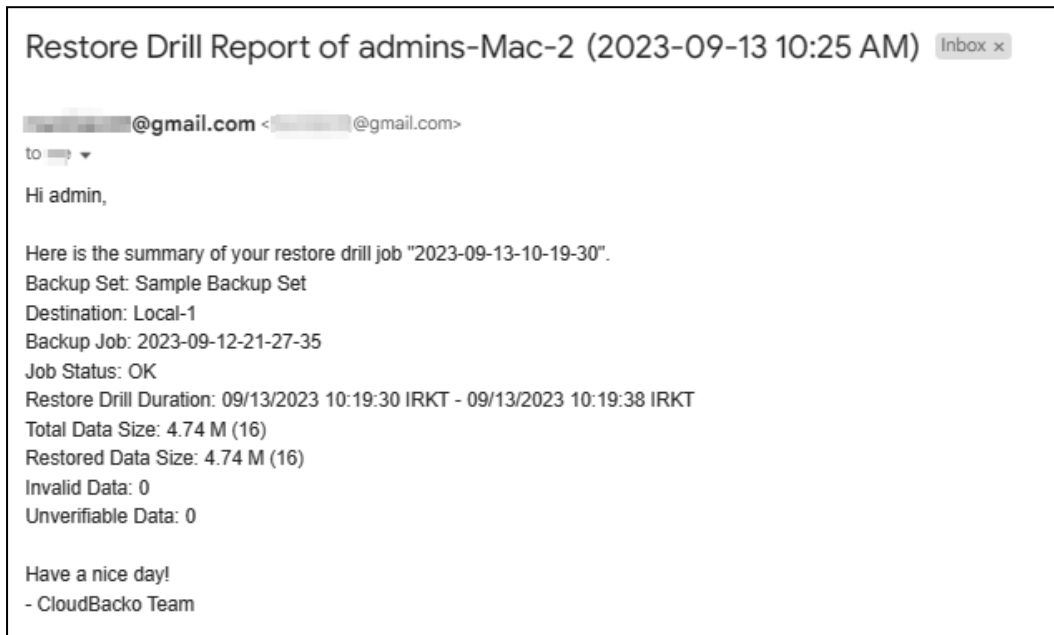 Restore Drill Report of admins-Mac-2 (2023-09-13 10:25 AM) Inbox ×
@gmail.com < @gmail.com>
to
Hi admin,
Here is the summary of your restore drill job "2023-09-13-10-19-30".
Backup Set: Sample Backup Set
Destination: Local-1
Backup Job: 2023-09-12-21-27-35
Job Status: OK
Restore Drill Duration: 09/13/2023 10:19:30 IRKT - 09/13/2023 10:19:38 IRKT
Total Data Size: 4.74 M (16)
Restored Data Size: 4.74 M (16)
Invalid Data: 0
Unverifiable Data: 0
Have a nice day!
- CloudBacko Team